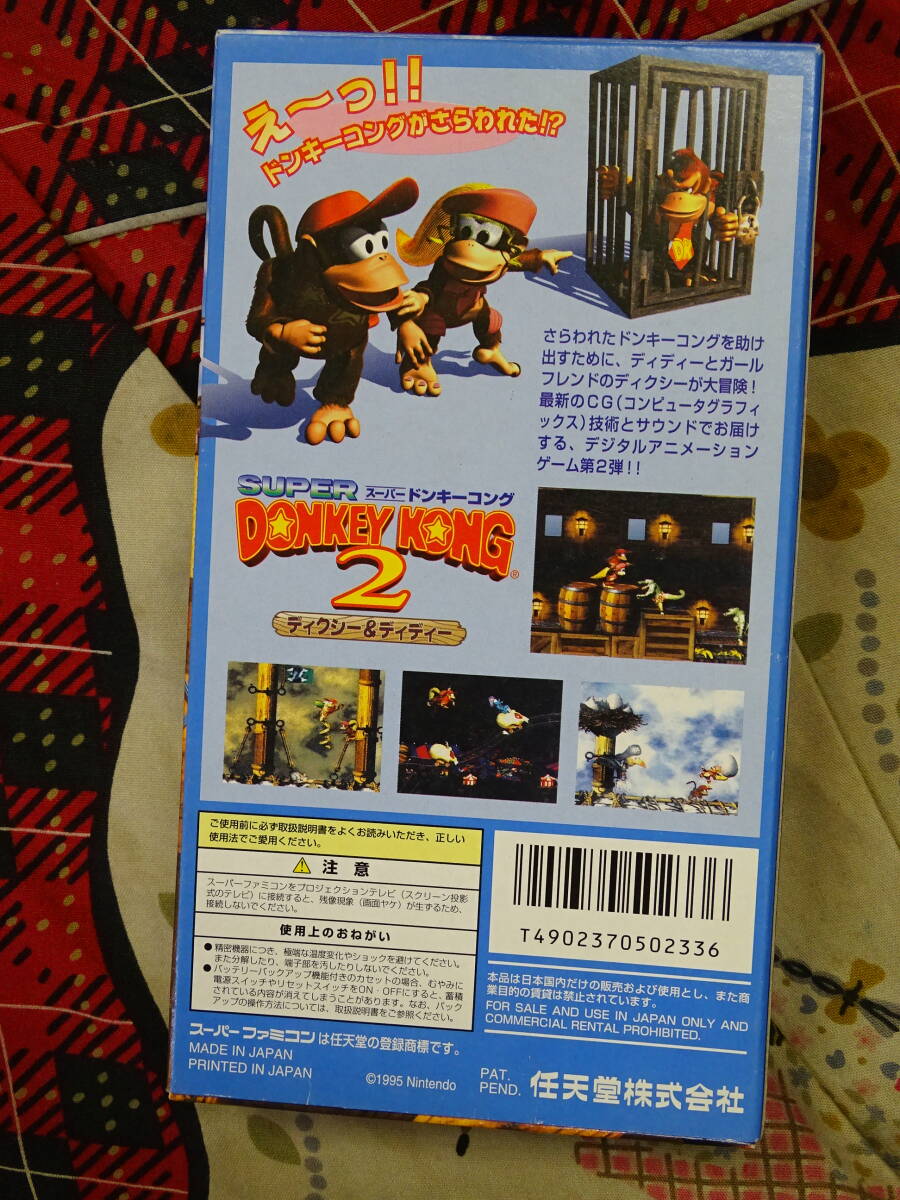 え〜っ!!
ドンキーコングがさらわれた!?
DK
さらわれたドンキーコングを助け
出すために、ディディーとガール
フレンドのディクシーが大冒険!
最新のCG(コンピュータグラフィ
ックス)技術とサウンドでお届け
する、デジタルアニメーション
ゲーム第2弾!!
SUPER スーパードンキーコング
DONKEY KONG®
2
ディクシー&ディディー
ご使用前に必ず取扱説明書をよくお読みいただき、正しい
使用法でご愛用ください。
⚠ 注意
スーパーファミコンをプロジェクションテレビ(スクリーン投影
式のテレビ)に接続すると、残像現象(画面ヤケ)が生ずるため、
接続しないでください。
使用上のおねがい
●精密機器につき、極端な温度変化やショックを避けてください。
また分解したり、端子部を汚したりしないでください。
●バッテリーバックアップ機能付きのカセットの場合、むやみに
電源スイッチやリセットスイッチをON・OFFにすると、蓄積
されている内容が消えてしまうことがあります。なお、バック
アップの操作方法については、取扱説明書をご参照ください。
T4902370502336
本品は日本国内だけの販売および使用とし、また商
業目的の賃貸は禁止されています。
FOR SALE AND USE IN JAPAN ONLY AND
COMMERCIAL RENTAL PROHIBITED.
スーパーファミコンは任天堂の登録商標です。
MADE IN JAPAN
PRINTED IN JAPAN
©1995 Nintendo
PAT.
PEND.
任天堂株式会社